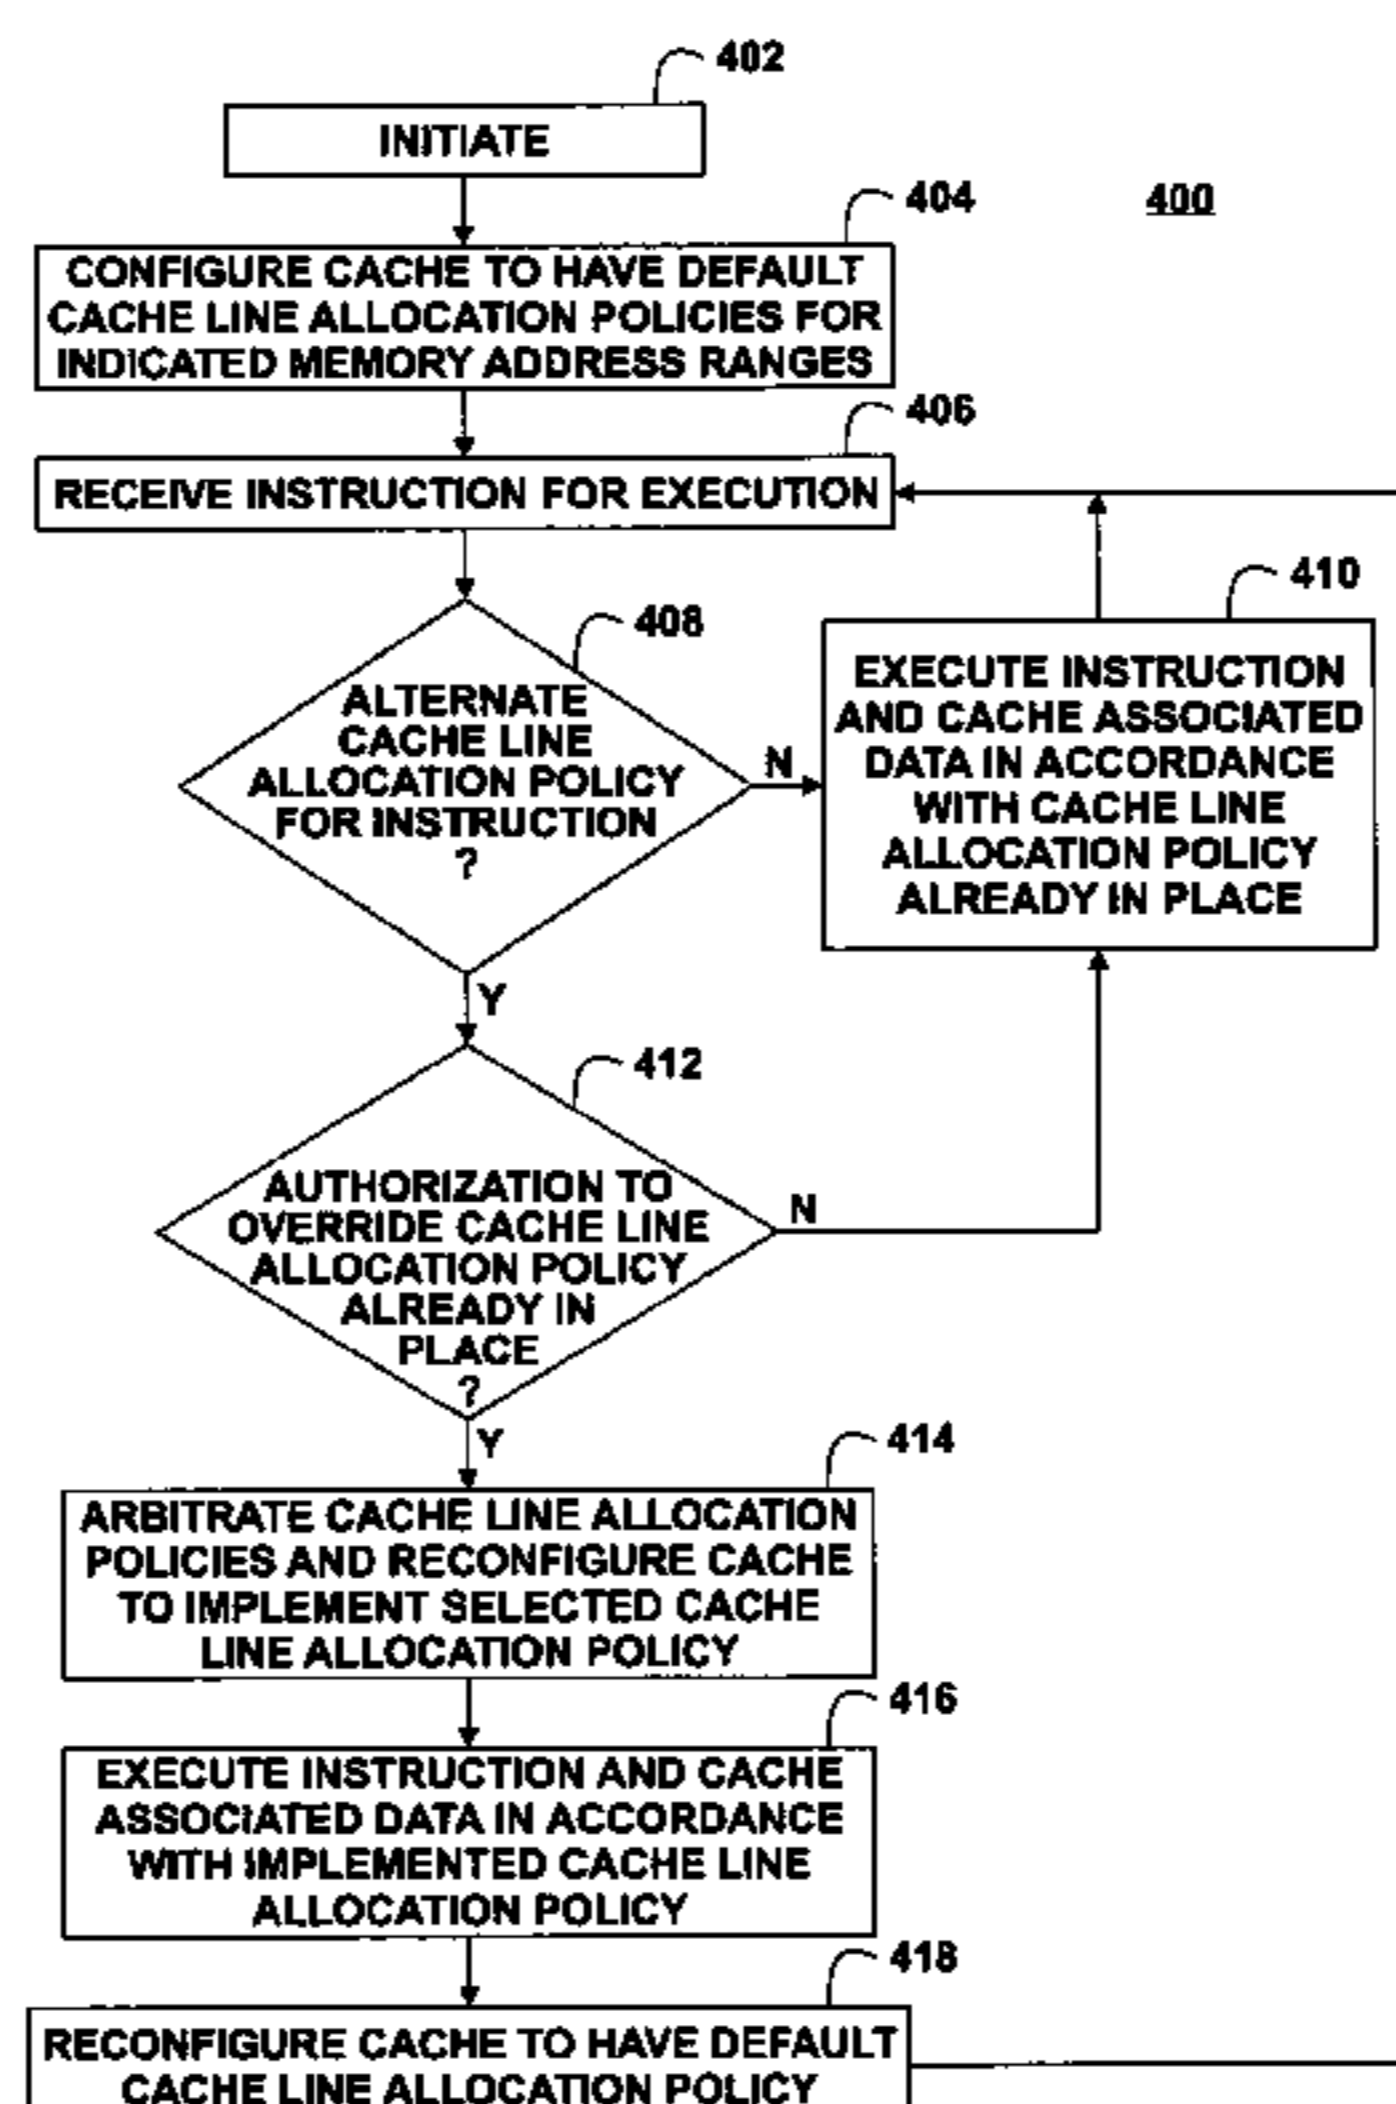 402
INITIATE
404
400
CONFIGURE CACHE TO HAVE DEFAULT
CACHE LINE ALLOCATION POLICIES FOR
INDICATED MEMORY ADDRESS RANGES
406
RECEIVE INSTRUCTION FOR EXECUTION
408
ALTERNATE
CACHE LINE
ALLOCATION POLICY
FOR INSTRUCTION
?
N
410
EXECUTE INSTRUCTION
AND CACHE ASSOCIATED
DATA IN ACCORDANCE
WITH CACHE LINE
ALLOCATION POLICY
ALREADY IN PLACE
Y
412
AUTHORIZATION TO
OVERRIDE CACHE LINE
ALLOCATION POLICY
ALREADY IN
PLACE
?
N
Y
414
ARBITRATE CACHE LINE ALLOCATION
POLICIES AND RECONFIGURE CACHE
TO IMPLEMENT SELECTED CACHE
LINE ALLOCATION POLICY
416
EXECUTE INSTRUCTION AND CACHE
ASSOCIATED DATA IN ACCORDANCE
WITH IMPLEMENTED CACHE LINE
ALLOCATION POLICY
418
RECONFIGURE CACHE TO HAVE DEFAULT
CACHE LINE ALLOCATION POLICY